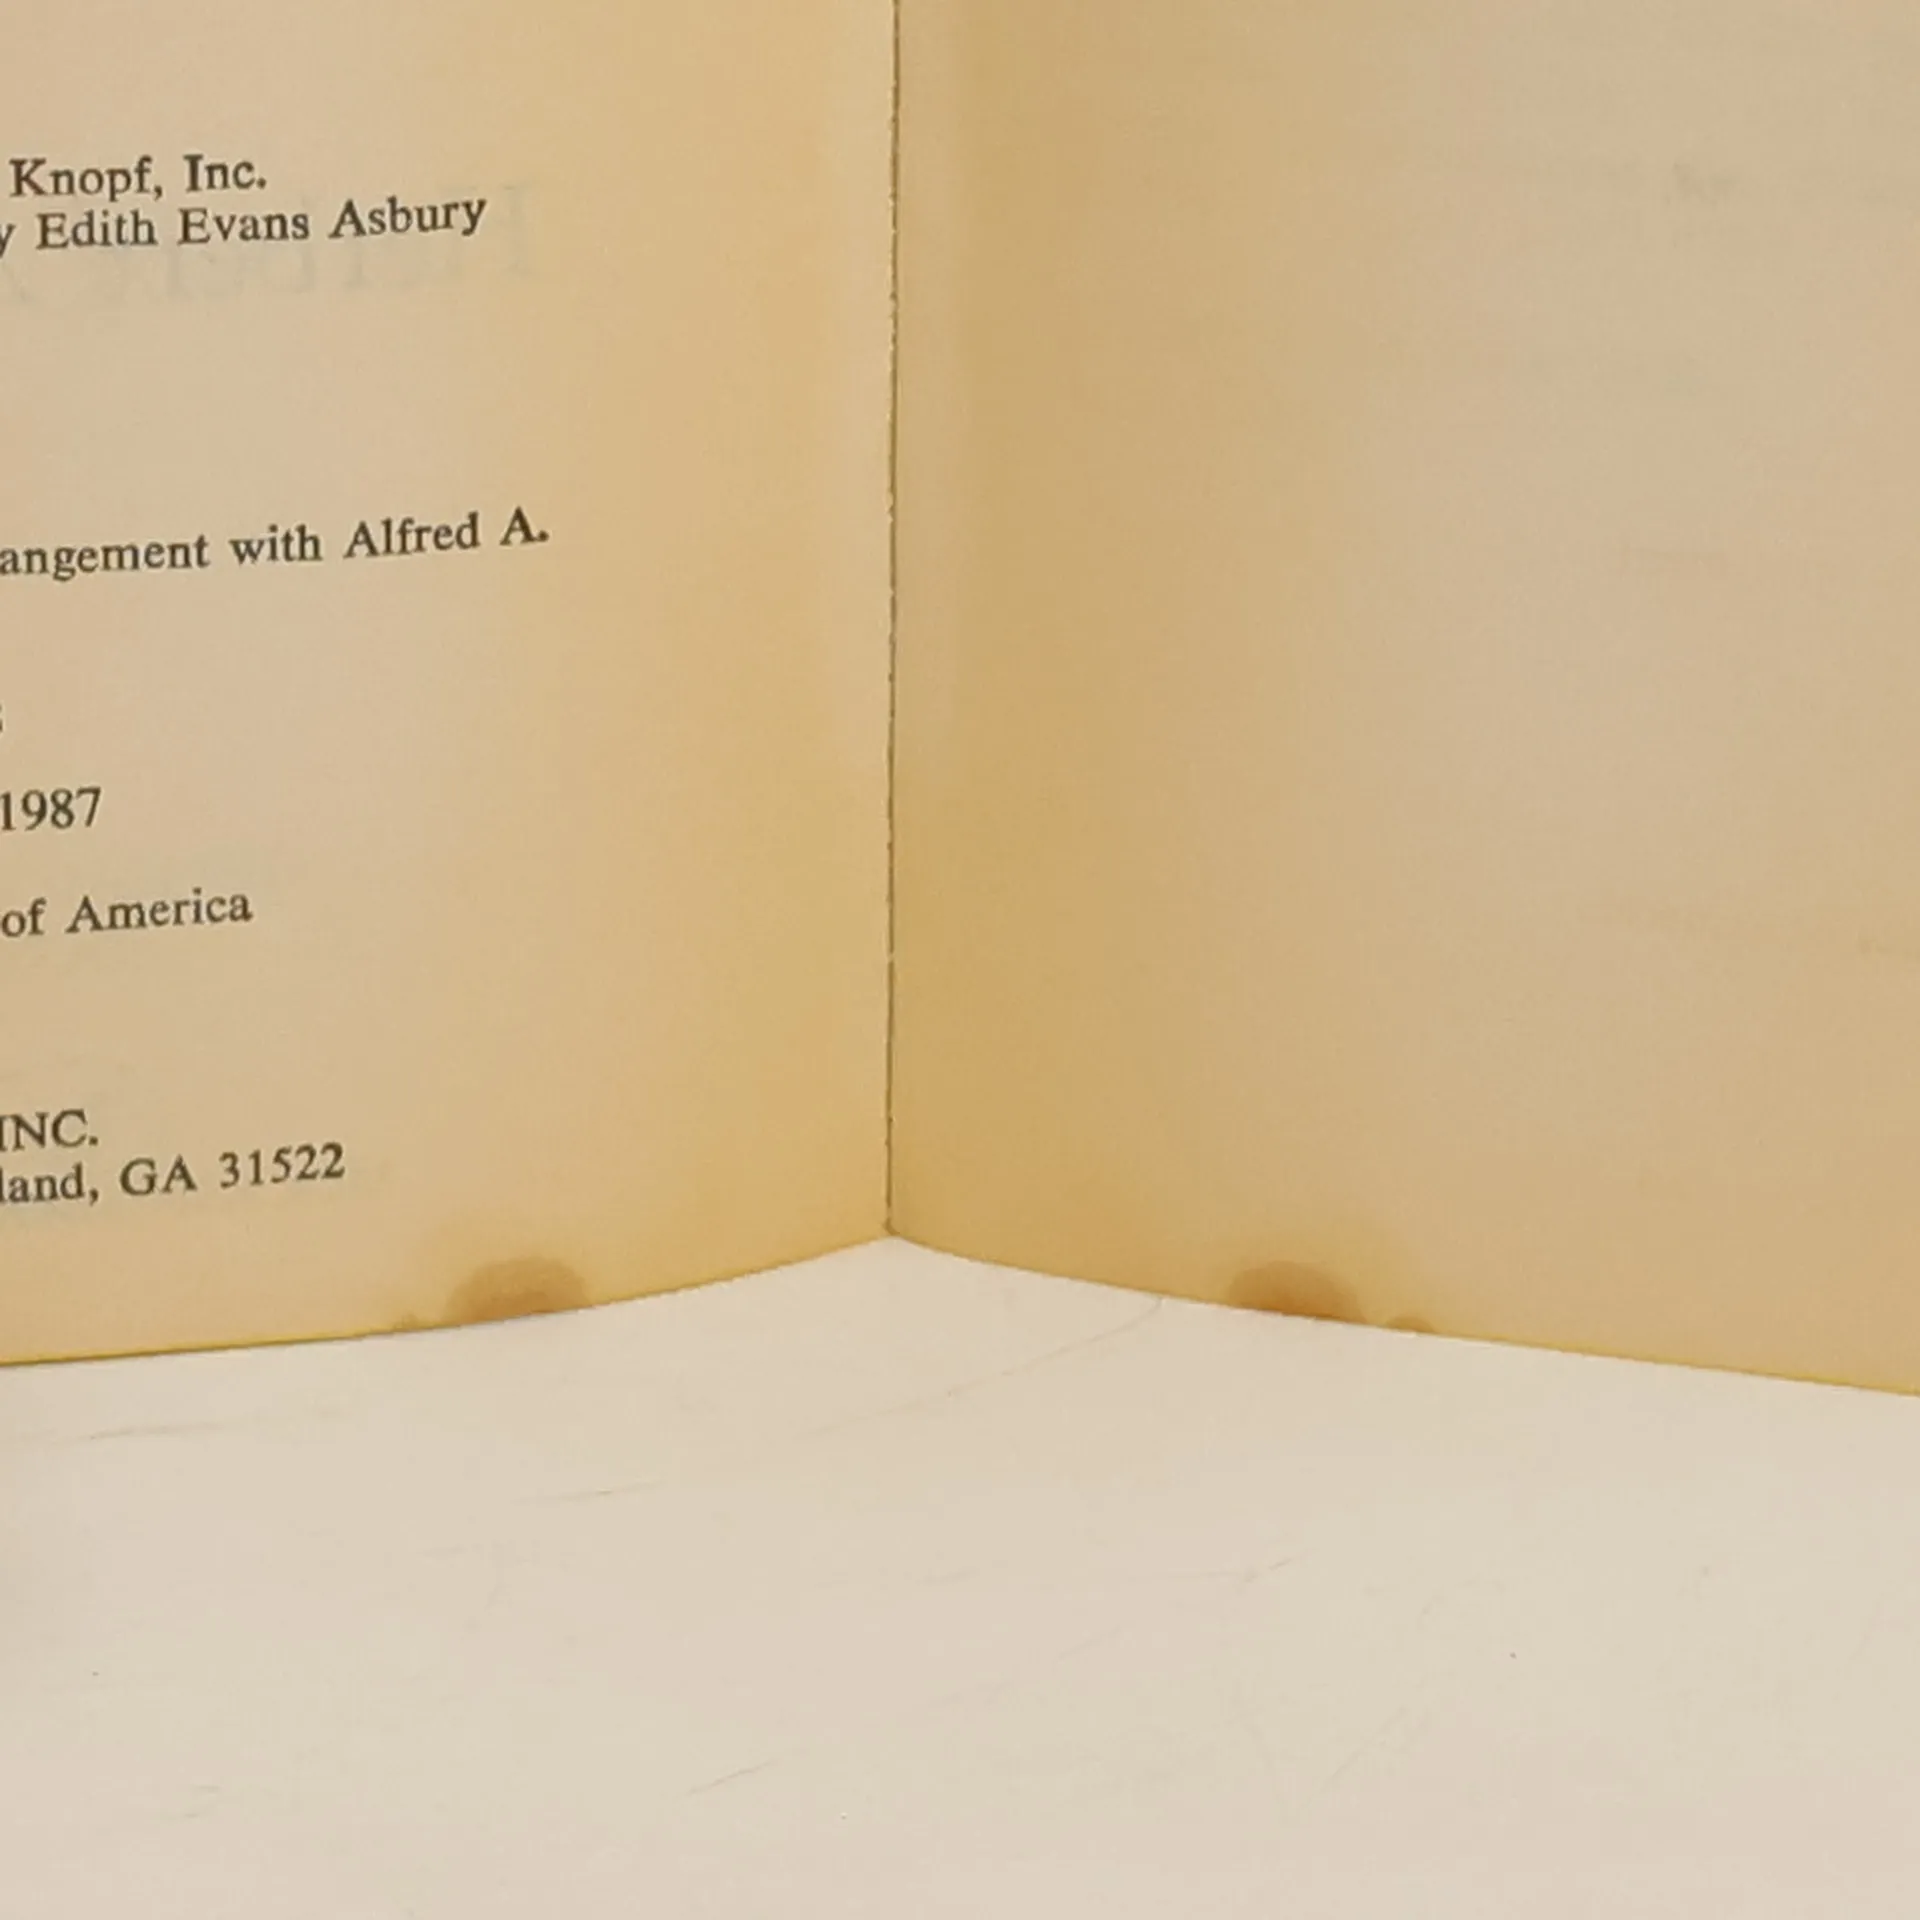 Knopf, Inc.
y Edith Evans Asbury
angement with Alfred A.
1987
of America
INC.
land, GA 31522